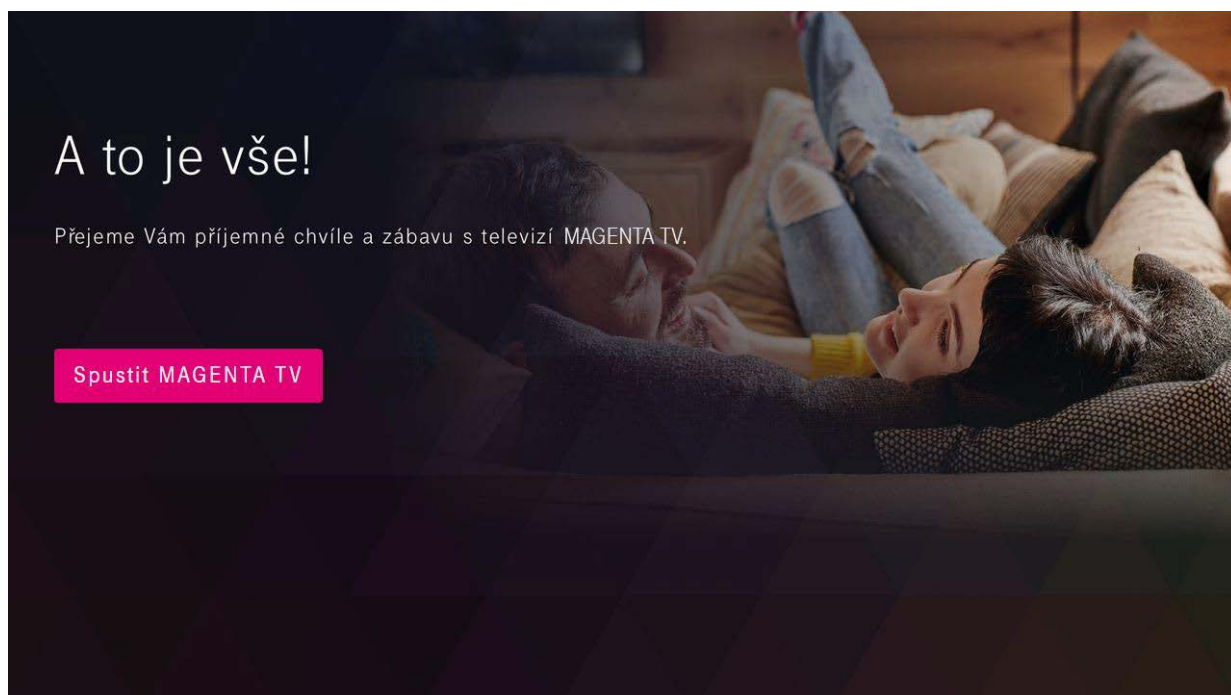 A to je vše!
Přejeme Vám příjemné chvíle a zábavu s televizí MAGENTA TV.
Spustit MAGENTA TV